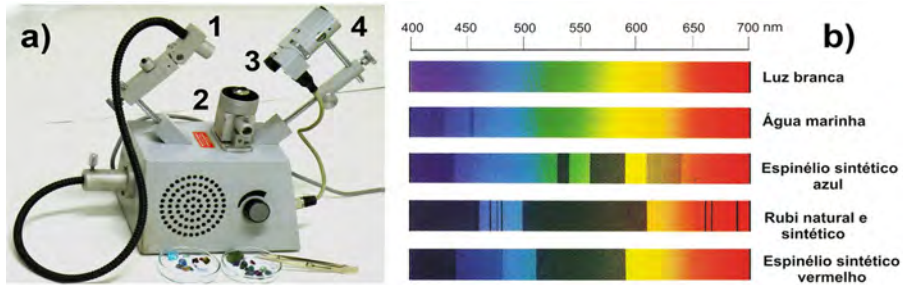 a)
1
2
3
4
400 450 500 550 600 650 700 nm
b)
Luz branca
Água marinha
Espinélio sintético
azul
Rubi natural e
sintético
Espinélio sintético
vermelho